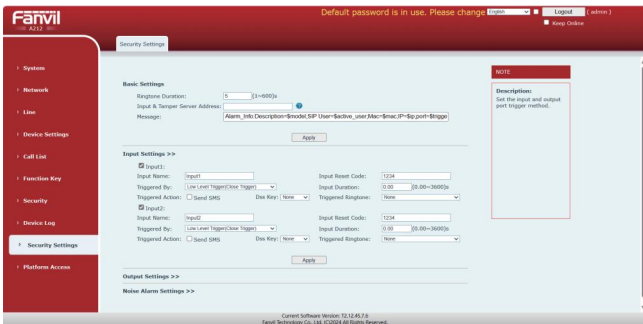 Fanvil
A212
Default password is in use. Please change English Logout ( admin )
Keep Online
Security Settings
› System
› Network
› Line
› Device Settings
› Call List
› Function Key
› Security
› Device Log
› Security Settings
› Platform Access
Basic Settings
Ringtone Duration: 5 (1~600)s
Input & Tamper Server Address:
Message: Alarm_Info:Description=$model,SIP User=$active_user,Mac=$mac,IP=$ip,port=$trigge
Apply
Input Settings >>
Input1:
Input Name: Input1 Input Reset Code: 1234
Triggered By: Low Level Trigger(Close Trigger) Input Duration: 0.00 (0.00~3600)s
Triggered Action: Send SMS Dss Key: None Triggered Ringtone: None
Input2:
Input Name: Input2 Input Reset Code: 1234
Triggered By: Low Level Trigger(Close Trigger) Input Duration: 0.00 (0.00~3600)s
Triggered Action: Send SMS Dss Key: None Triggered Ringtone: None
Apply
Output Settings >>
Noise Alarm Settings >>
NOTE
Description:
Set the input and output
port trigger method.
Current Software Version: T2.12.45.7.6
Fanvil Technology Co., Ltd. (C)2024 All Rights Reserved.